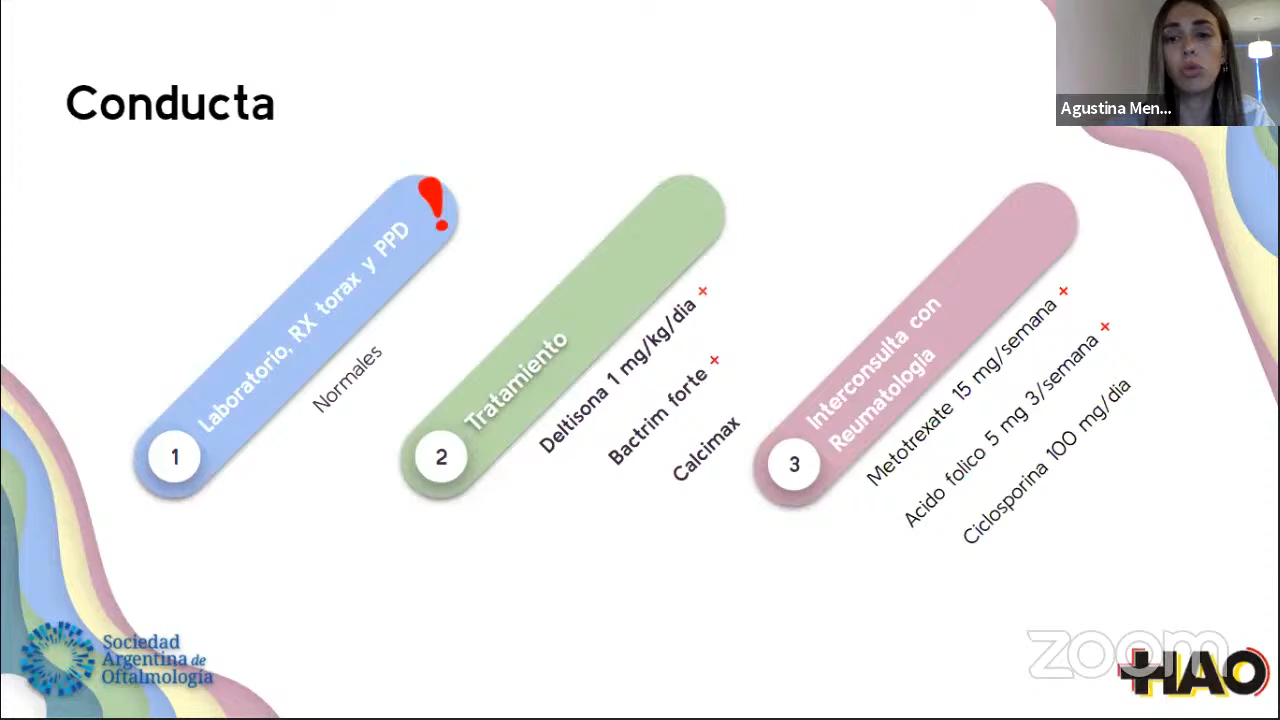 Conducta
Agustina Men...
Laboratorio, RX torax y PPD
Normales
1
Tratamiento
Deltisona 1 mg/kg/dia +
Bactrim forte +
Calcimax
2
Interconsulta con
Reumatologia
Metotrexate 15 mg/semana +
Acido folico 5 mg 3/semana +
Ciclosporina 100 mg/dia
3
Sociedad
Argentina de
Oftalmología
zoom
HAO